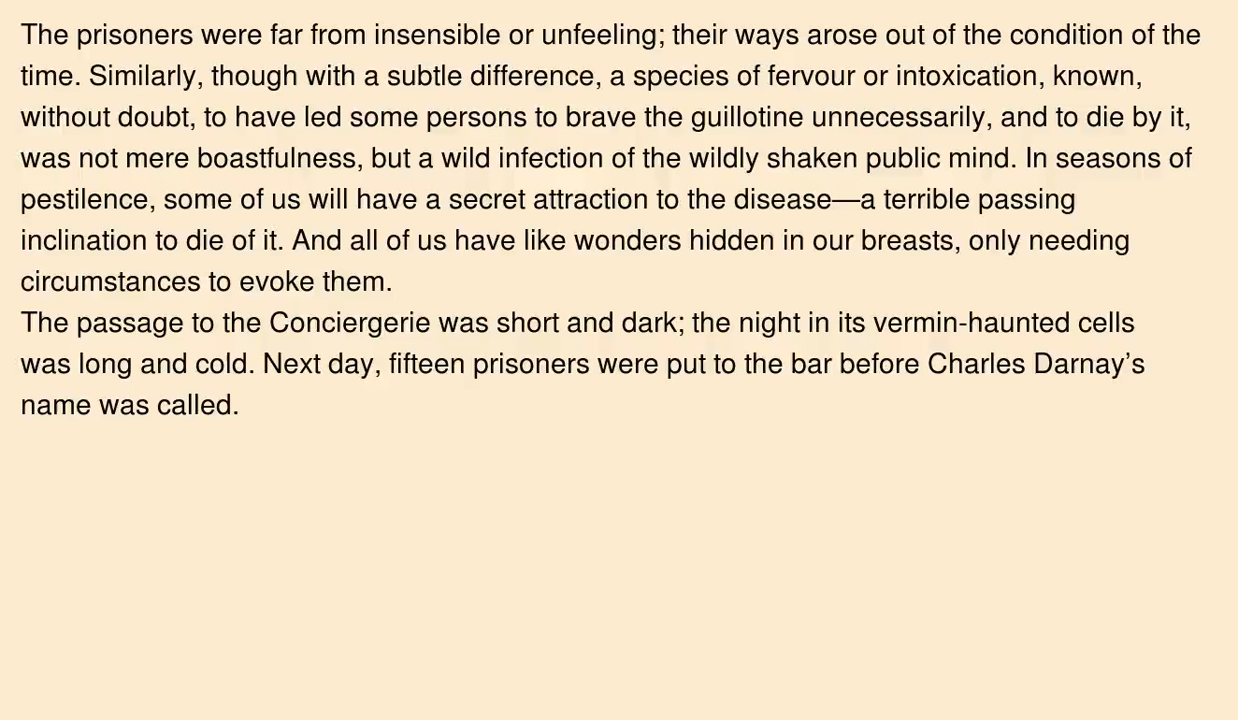 The prisoners were far from insensible or unfeeling; their ways arose out of the condition of the
time. Similarly, though with a subtle difference, a species of fervour or intoxication, known,
without doubt, to have led some persons to brave the guillotine unnecessarily, and to die by it,
was not mere boastfulness, but a wild infection of the wildly shaken public mind. In seasons of
pestilence, some of us will have a secret attraction to the disease—a terrible passing
inclination to die of it. And all of us have like wonders hidden in our breasts, only needing
circumstances to evoke them.
The passage to the Conciergerie was short and dark; the night in its vermin-haunted cells
was long and cold. Next day, fifteen prisoners were put to the bar before Charles Darnay’s
name was called.